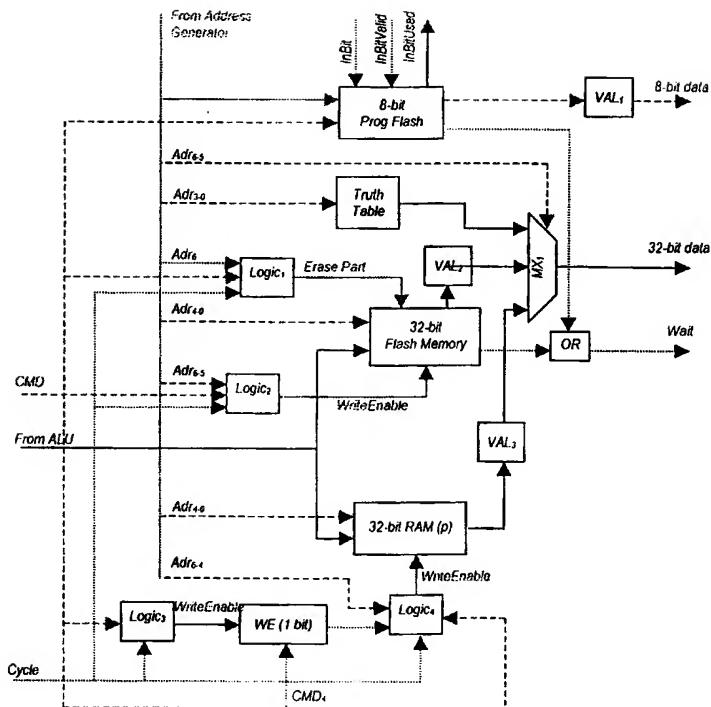 From Address
Generator
InBit
InBitValid
InBitUsed
8-bit
Prog Flash
VAL₁
8-bit data
Adr₆₋₅
Adr₃₋₀
Truth
Table
MX₁
Adr₆
Logic₁
Erase Part
VAL₂
32-bit data
Adr₄₋₀
32-bit
Flash Memory
OR
Wait
Adr₆₋₅
CMD
Logic₂
WriteEnable
From ALU
VAL₃
Adr₄₋₀
32-bit RAM (p)
Adr₆₋₄
WriteEnable
Logic₃
WriteEnable
WE (1 bit)
Logic₄
Cycle
CMD₄